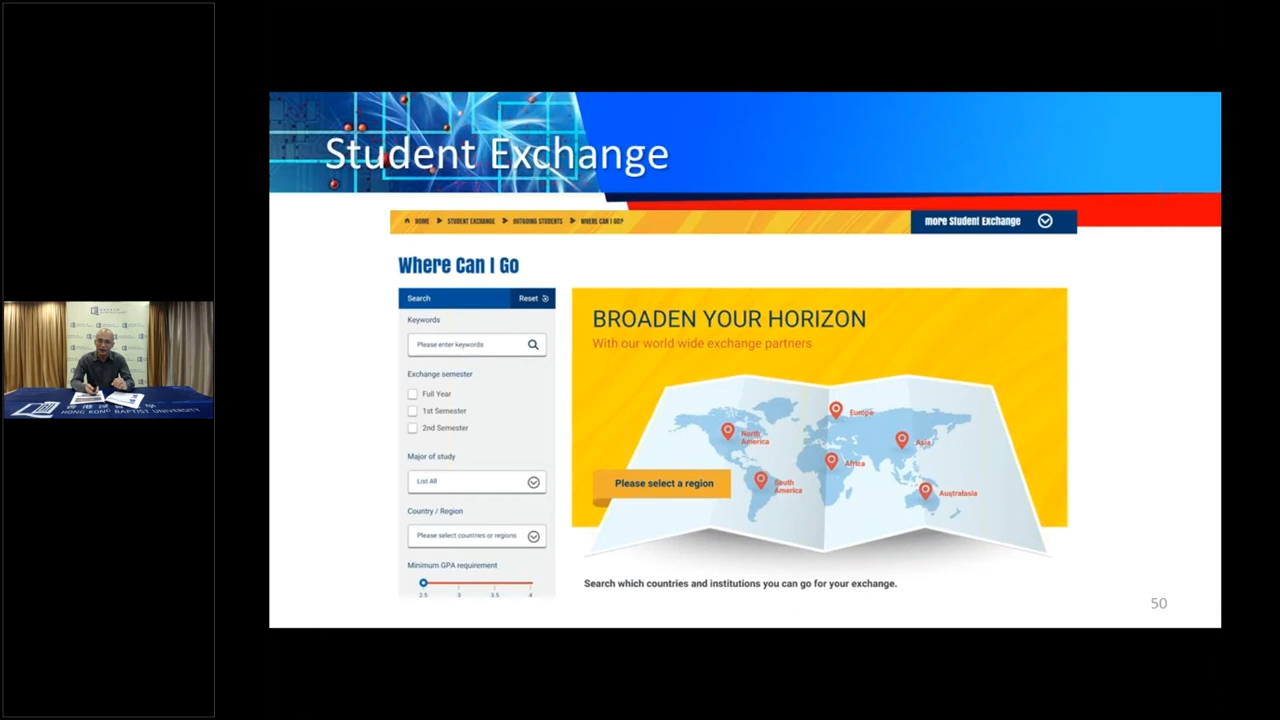 Student Exchange
HOME STUDENT EXCHANGE OUTGOING STUDENTS WHERE CAN I GO?
more Student Exchange
Where Can I Go
Search Reset
Keywords
Please enter keywords
Exchange semester
Full Year
1st Semester
2nd Semester
Major of study
List All
Country / Region
Please select countries or regions
Minimum GPA requirement
2.5 3 3.5 4
BROADEN YOUR HORIZON
With our world wide exchange partners
Europe
North
America
Asia
Africa
South
America
Australasia
Please select a region
Search which countries and institutions you can go for your exchange.
50
HONG KONG BAPTIST UNIVERSITY